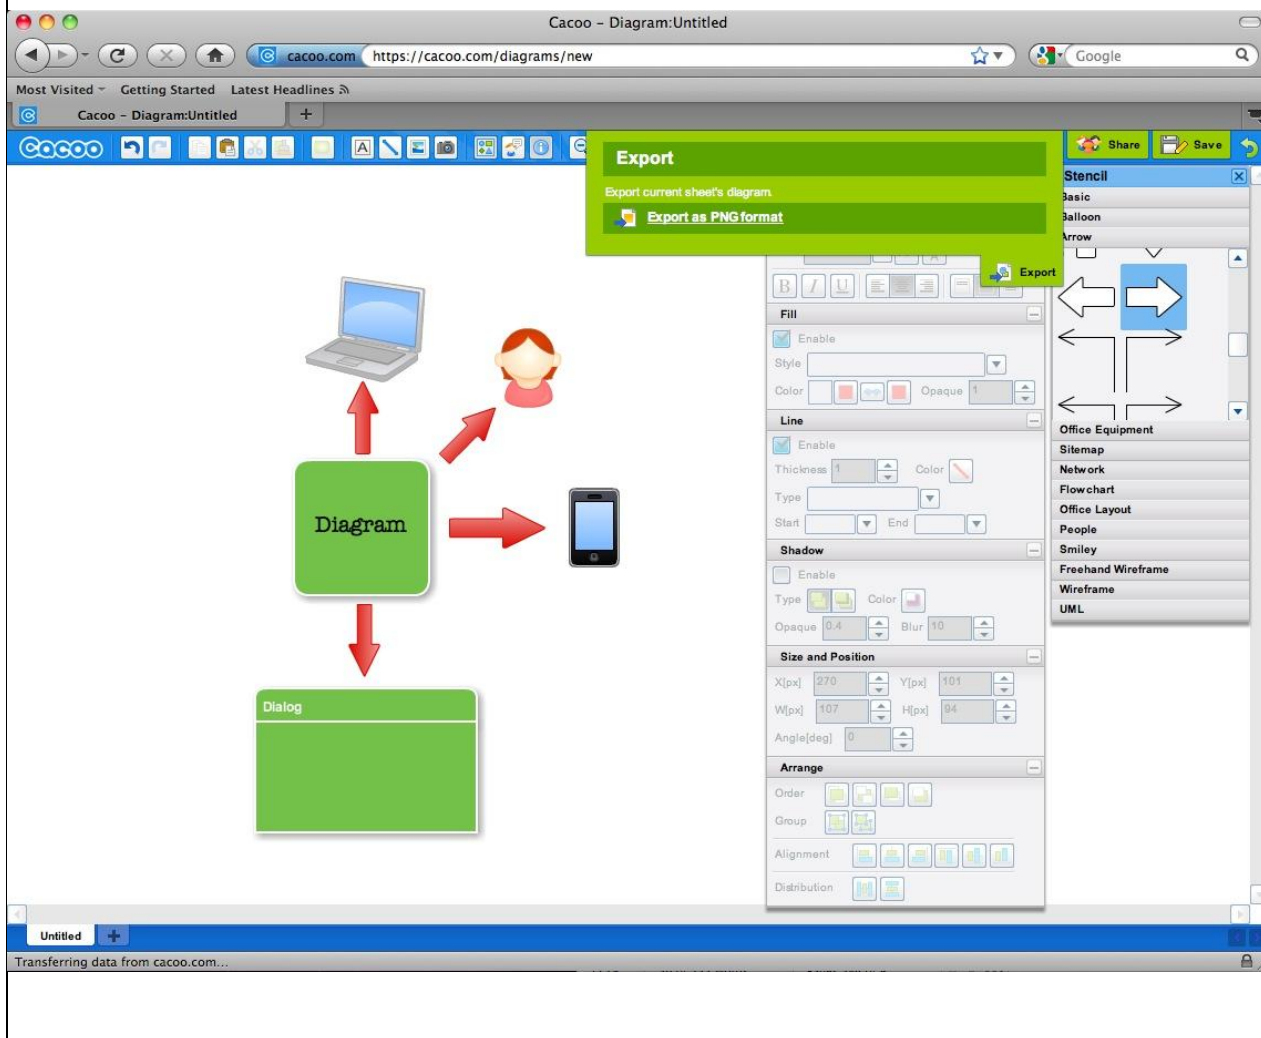 Cacoo – Diagram:Untitled
cacoo.com https://cacoo.com/diagrams/new Google
Most Visited Getting Started Latest Headlines
Cacoo – Diagram:Untitled +
Cacoo Share Save
Export
Export current sheet's diagram.
Export as PNG format
Export
Stencil
Basic
Balloon
Arrow
Office Equipment
Sitemap
Network
Flowchart
Office Layout
People
Smiley
Freehand Wireframe
Wireframe
UML
B I U
Fill
Enable
Style
Color Opaque 1
Line
Enable
Thickness 1 Color
Type
Start End
Shadow
Enable
Type Color
Opaque 0.4 Blur 10
Size and Position
X[px] 270 Y[px] 101
W[px] 107 H[px] 94
Angle[deg] 0
Arrange
Order
Group
Alignment
Distribution
Diagram
Dialog
Untitled +
Transferring data from cacoo.com...